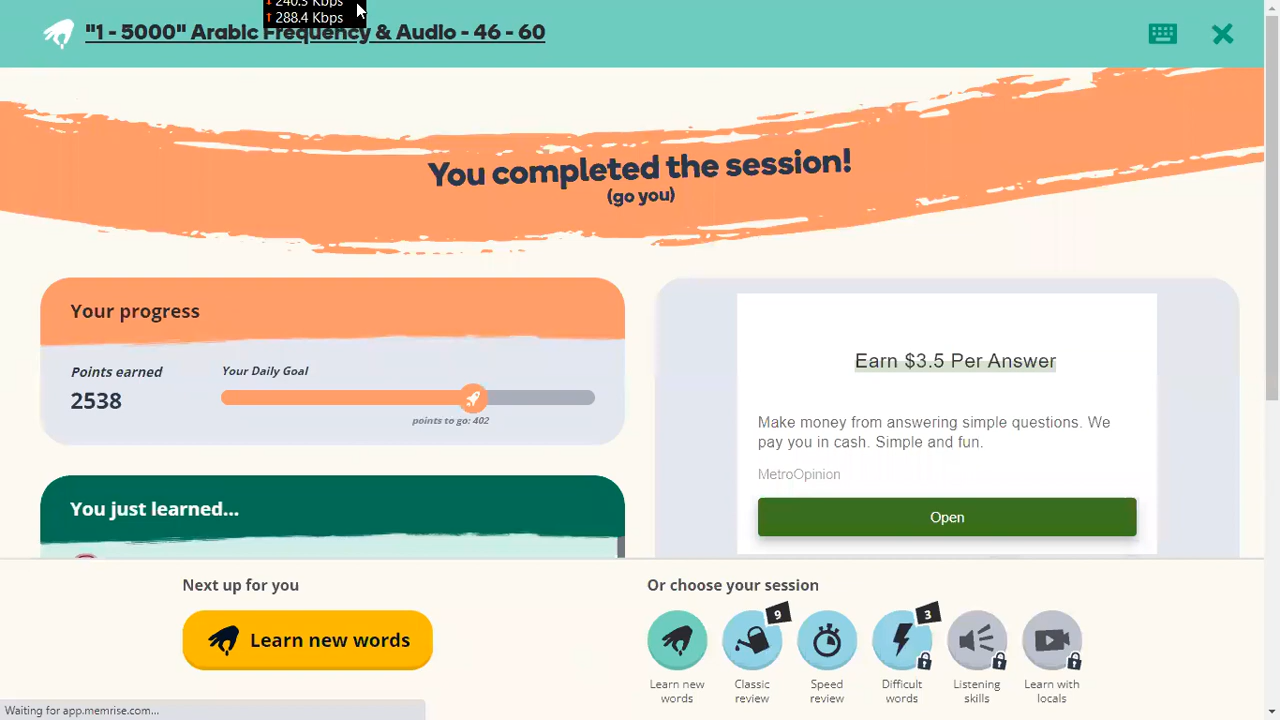 240.3 Kbps
288.4 Kbps
"1 - 5000" Arabic Frequency & Audio - 46 - 60
You completed the session!
(go you)
Your progress
Points earned
2538
Your Daily Goal
points to go: 402
You just learned...
Earn $3.5 Per Answer
Make money from answering simple questions. We
pay you in cash. Simple and fun.
MetroOpinion
Open
Next up for you
Learn new words
Or choose your session
9
3
Learn new
words
Classic
review
Speed
review
Difficult
words
Listening
skills
Learn with
locals
Waiting for app.memrise.com...